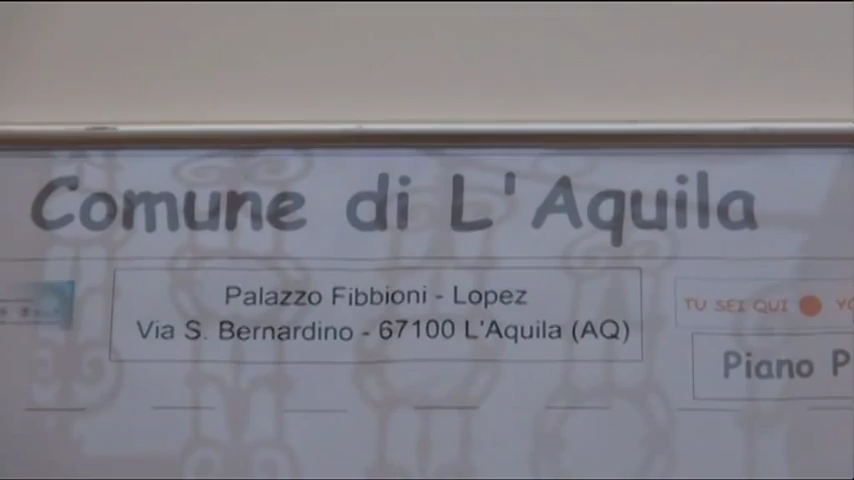 Comune di L'Aquila
Palazzo Fibbioni - Lopez
Via S. Bernardino - 67100 L'Aquila (AQ)
TU SEI QUI
Piano